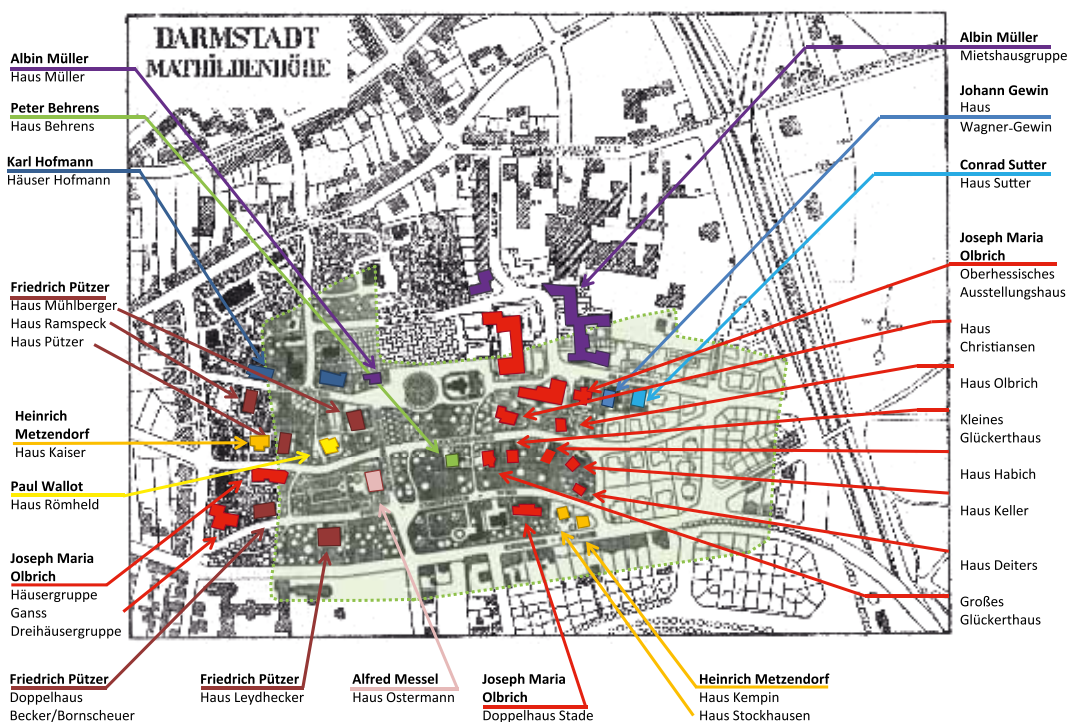 DARMSTADT
MATHILDENHÖHE
Albin Müller
Haus Müller
Peter Behrens
Haus Behrens
Karl Hofmann
Häuser Hofmann
Friedrich Pützer
Haus Mühlberger
Haus Ramspeck
Haus Pützer
Heinrich
Metzendorf
Haus Kaiser
Paul Wallot
Haus Römheld
Joseph Maria
Olbrich
Häusergruppe
Ganss
Dreihäusergruppe
Friedrich Pützer
Doppelhaus
Becker/Bornscheuer
Friedrich Pützer
Haus Leydhecker
Alfred Messel
Haus Ostermann
Joseph Maria
Olbrich
Doppelhaus Stade
Heinrich Metzendorf
Haus Kempin
Haus Stockhausen
Albin Müller
Mietshausgruppe
Johann Gewin
Haus
Wagner-Gewin
Conrad Sutter
Haus Sutter
Joseph Maria
Olbrich
Oberhessisches
Ausstellungshaus
Haus
Christiansen
Haus Olbrich
Kleines
Glückerthaus
Haus Habich
Haus Keller
Haus Deiters
Großes
Glückerthaus